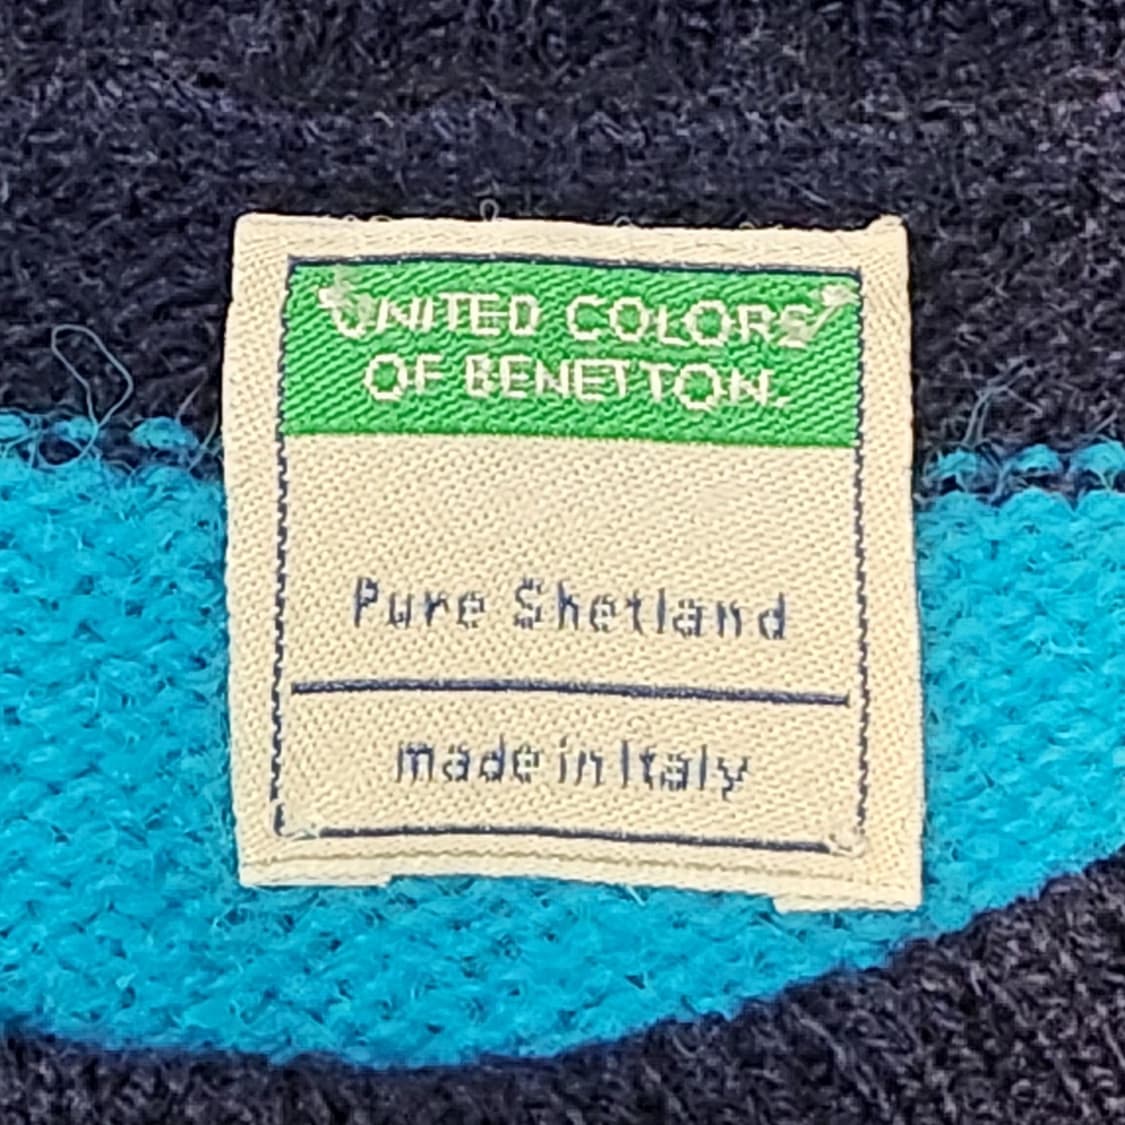 UNITED COLORS
OF BENETTON.
Pure Shetland
made in Italy